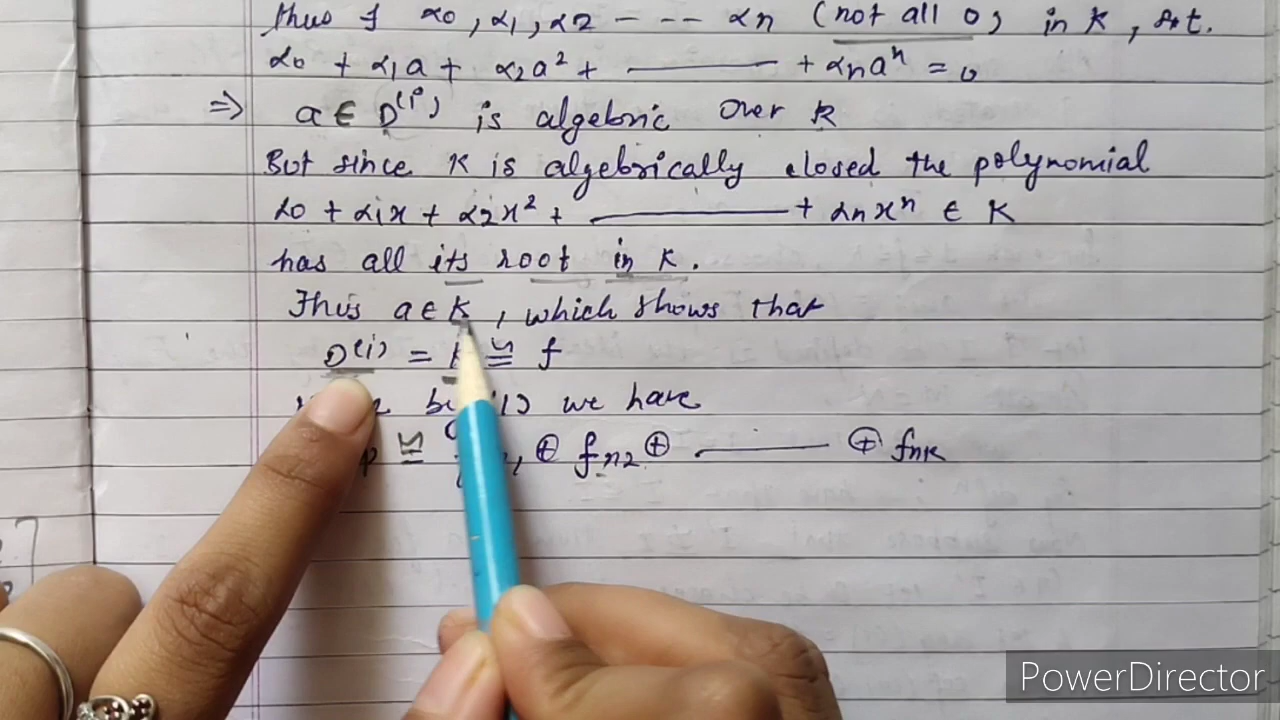 thus ∃ α0, α1, α2 - - -- αn (not all 0) in K, s.t.
α0 + α1a + α2a² + ——— + αnaⁿ = 0
⇒ a ∈ D⁽ⁱ⁾ is algebric over K
But since K is algebrically closed the polynomial
α0 + α1x + α2x² + ——— + αnxⁿ ∈ K
has all its root in K.
Thus a ∈ K, which shows that
D⁽ⁱ⁾ = ≅ f
we have
≅ ⊕ fn2 ⊕ ——— ⊕ fnk
PowerDirector